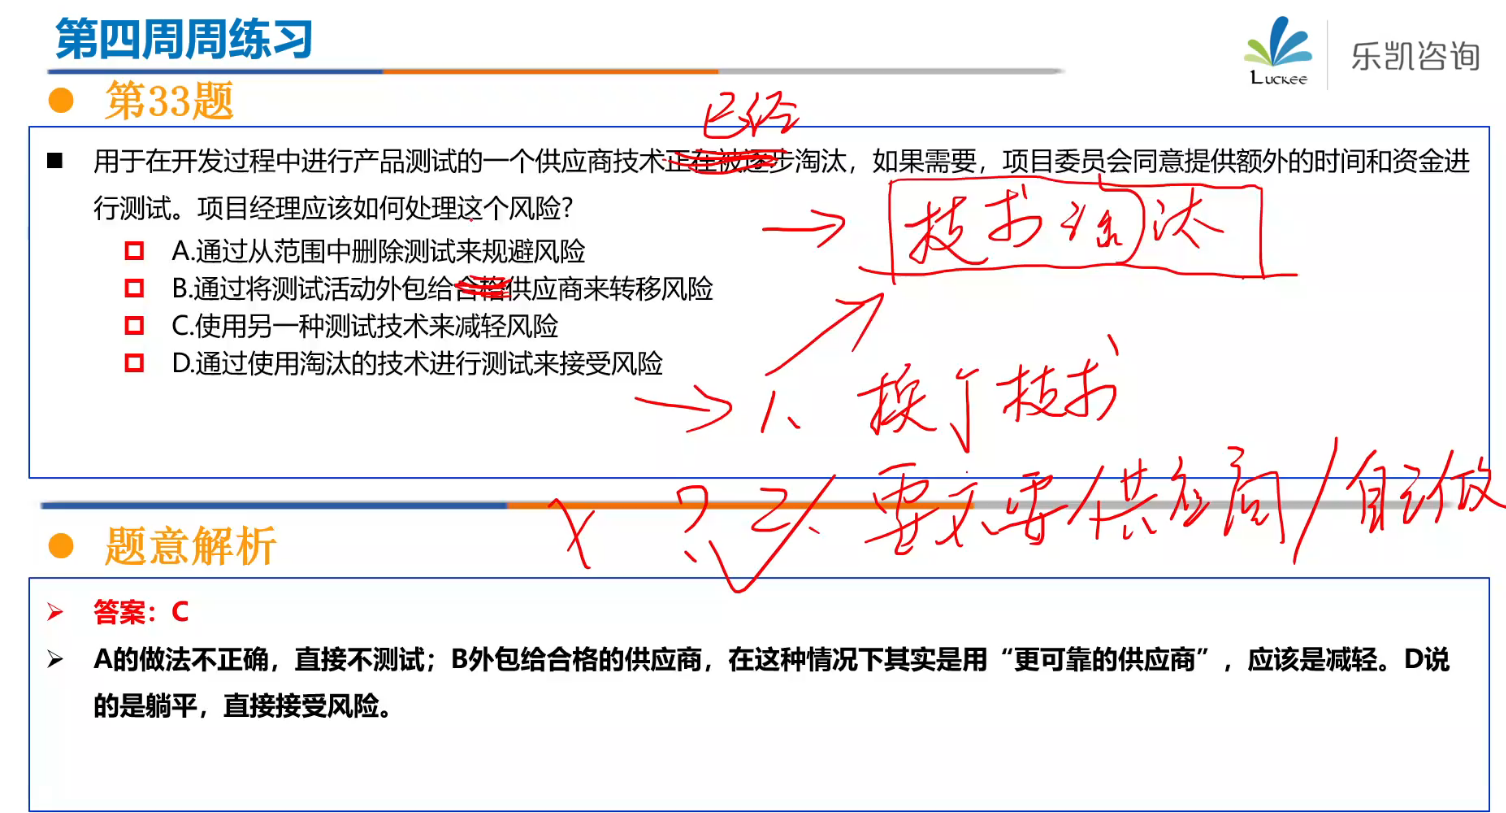 第四周周练习
LUCKEE
乐凯咨询
第33题
已经
用于在开发过程中进行产品测试的一个供应商技术正在被逐步淘汰，如果需要，项目委员会同意提供额外的时间和资金进
行测试。项目经理应该如何处理这个风险?
技术淘汰
A.通过从范围中删除测试来规避风险
B.通过将测试活动外包给合格供应商来转移风险
C.使用另一种测试技术来减轻风险
D.通过使用淘汰的技术进行测试来接受风险
1、换个技术
X ? 2、要不要供应商/自己做
题意解析
答案：C
A的做法不正确，直接不测试；B外包给合格的供应商，在这种情况下其实是用“更可靠的供应商”，应该是减轻。D说
的是躺平，直接接受风险。